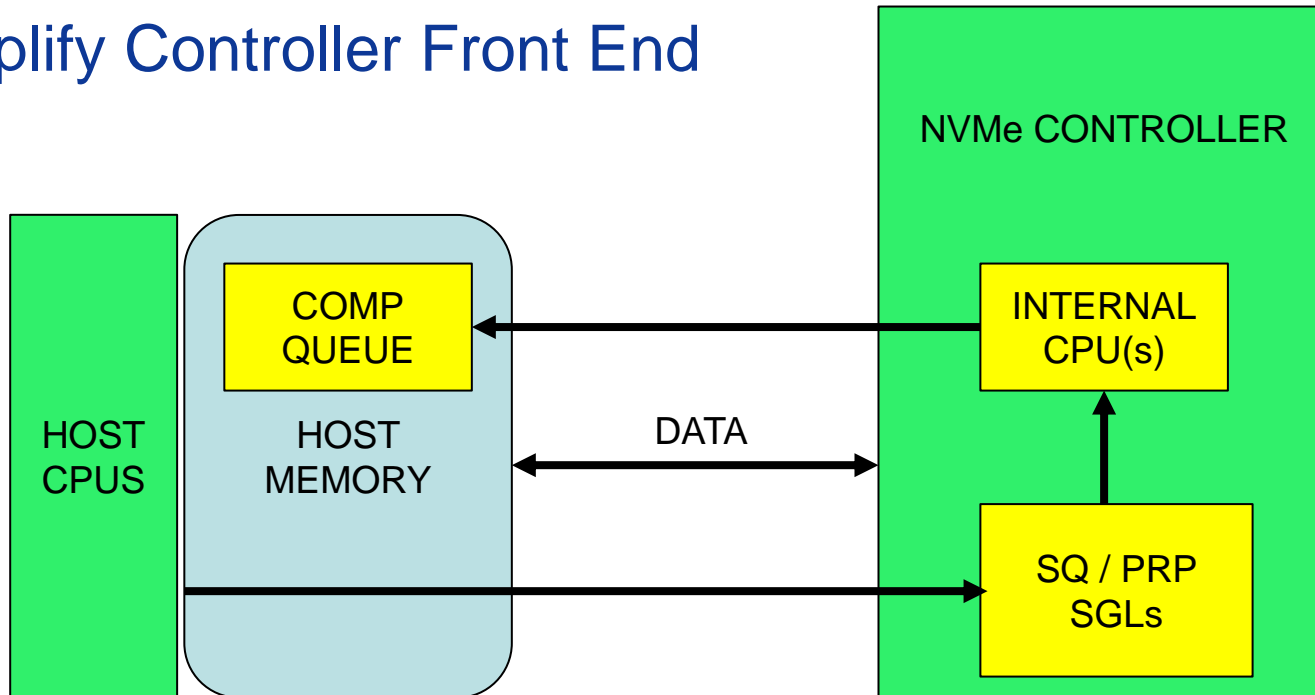 plify Controller Front End
NVMe CONTROLLER
COMP
QUEUE
INTERNAL
CPU(s)
HOST
CPUS
HOST
MEMORY
DATA
SQ / PRP
SGLs